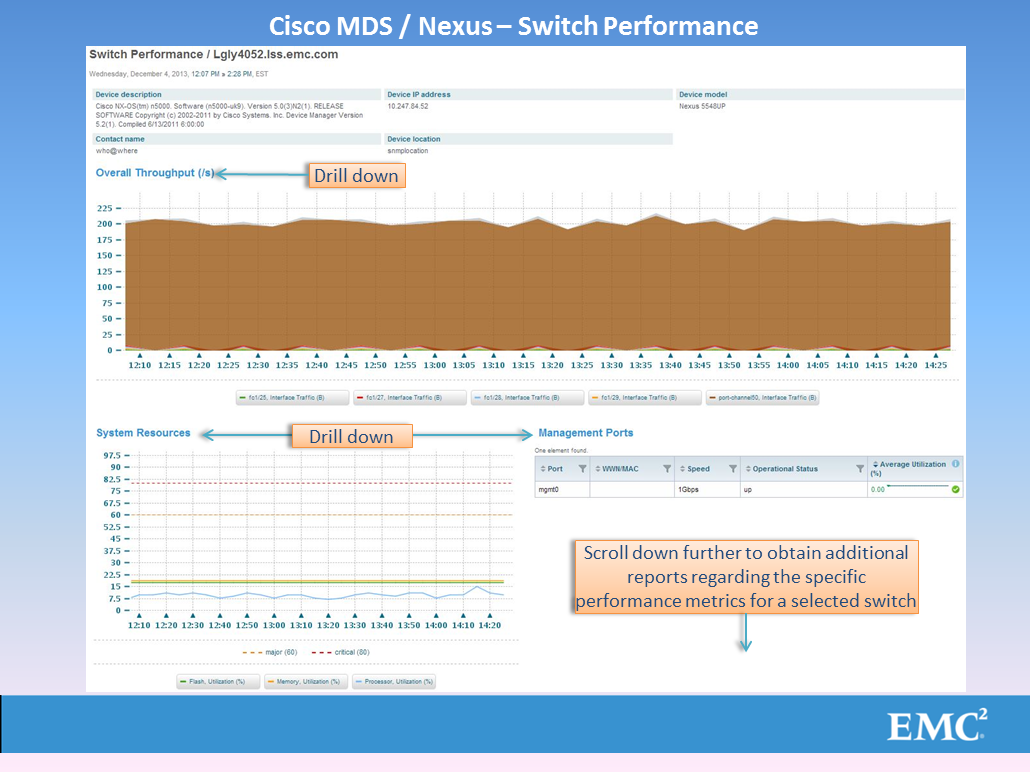 Cisco MDS / Nexus – Switch Performance
Switch Performance / Lgly4052.lss.emc.com
Wednesday, December 4, 2013, 12:07 PM » 2:28 PM, EST
Device description
Cisco NX-OS(tm) n5000. Software (n5000-uk9). Version 5.0(3)N2(1). RELEASE
SOFTWARE Copyright (c) 2002-2011 by Cisco Systems. Inc. Device Manager Version
5.2(1). Compiled 6/13/2011 6:00:00
Device IP address
10.247.84.52
Device model
Nexus 5548UP
Contact name
who@where
Device location
snmplocation
Overall Throughput (/s)
Drill down
225
200
175
150
125
100
75
50
25
0
12:10 12:15 12:20 12:25 12:30 12:35 12:40 12:45 12:50 12:55 13:00 13:05 13:10 13:15 13:20 13:25 13:30 13:35 13:40 13:45 13:50 13:55 14:00 14:05 14:10 14:15 14:20 14:25
fc1/25, Interface Traffic (B) fc1/27, Interface Traffic (B) fc1/28, Interface Traffic (B) fc1/29, Interface Traffic (B) port-channel50, Interface Traffic (B)
System Resources
Drill down
Management Ports
One element found.
Port WWN/MAC Speed Operational Status Average Utilization (%)
mgmt0 1Gbps up 0.00
97.5
90
82.5
75
67.5
60
52.5
45
37.5
30
22.5
15
7.5
0
12:10 12:20 12:30 12:40 12:50 13:00 13:10 13:20 13:30 13:40 13:50 14:00 14:10 14:20
major (60) critical (80)
Flash, Utilization (%) Memory, Utilization (%) Processor, Utilization (%)
Scroll down further to obtain additional
reports regarding the specific
performance metrics for a selected switch
EMC²